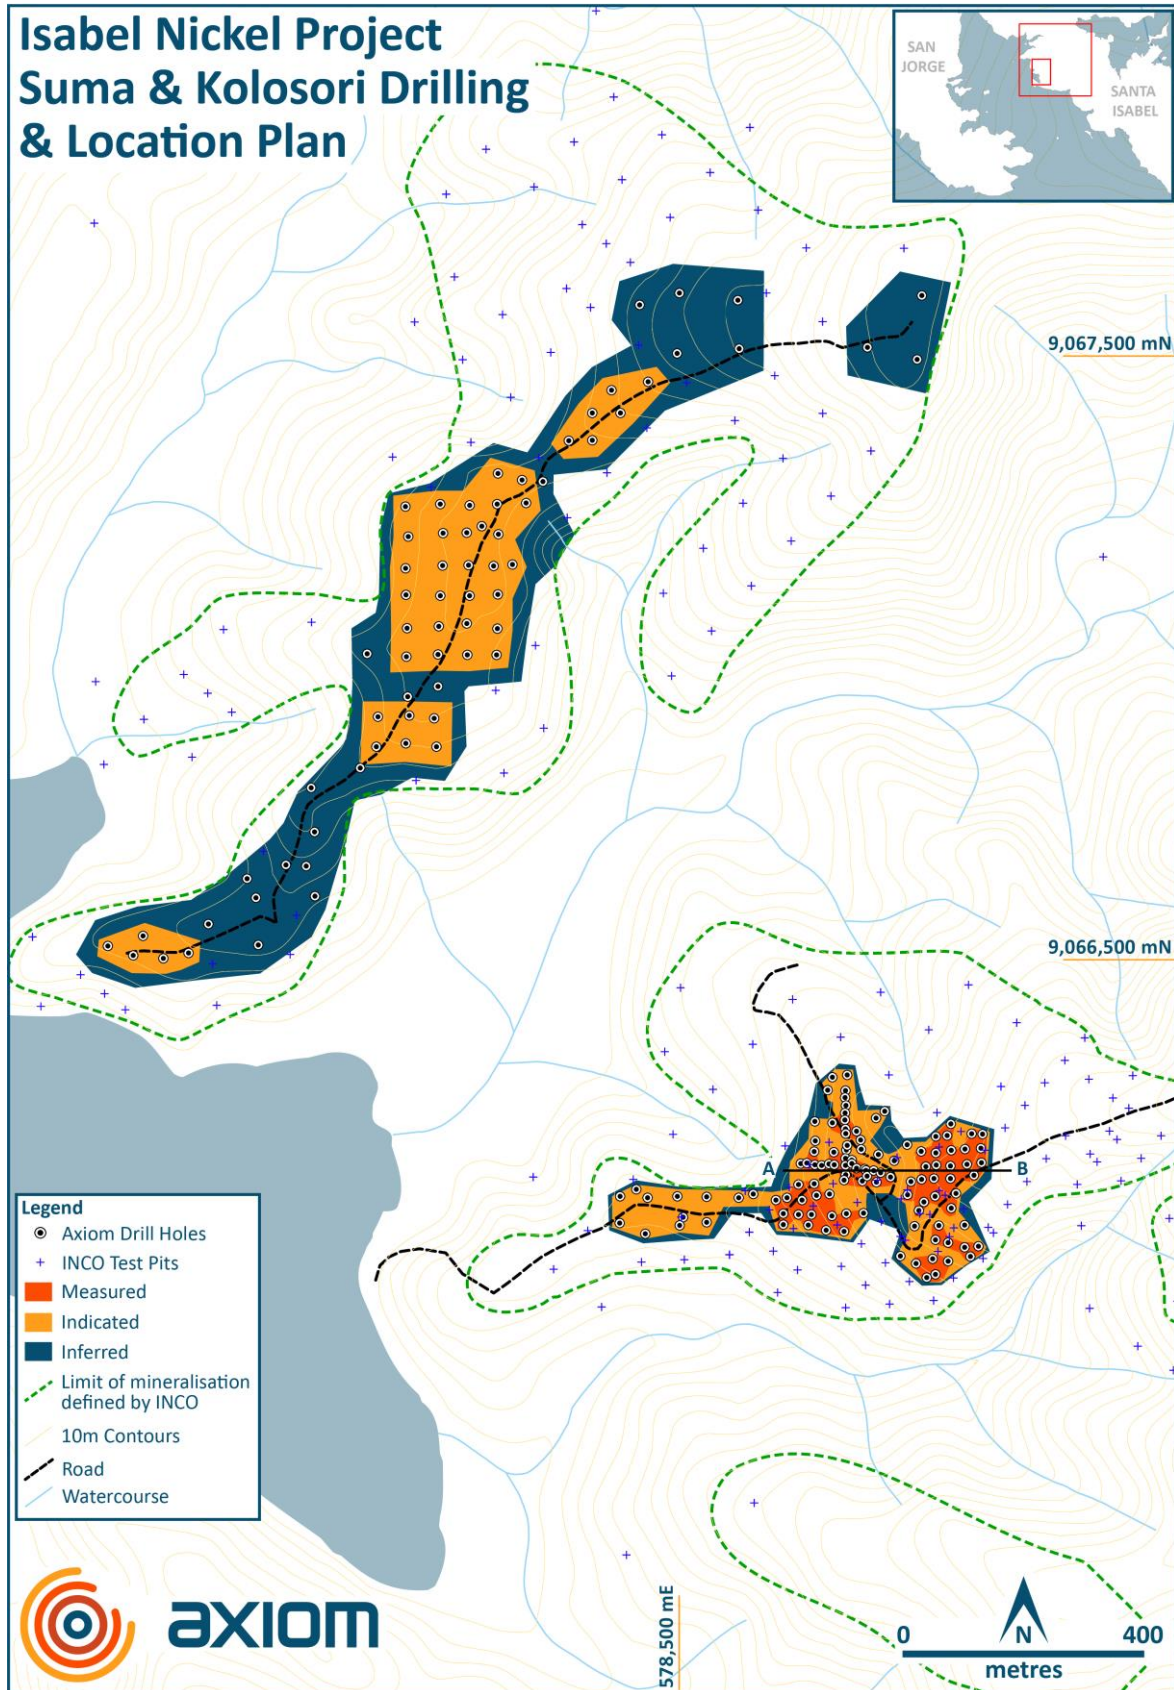 Isabel Nickel Project
Suma & Kolosori Drilling
& Location Plan
SAN
JORGE
SANTA
ISABEL
9,067,500 mN
9,066,500 mN
A
B
Legend
Axiom Drill Holes
INCO Test Pits
Measured
Indicated
Inferred
Limit of mineralisation
defined by INCO
10m Contours
Road
Watercourse
axiom
578,500 mE
0
N
400
metres